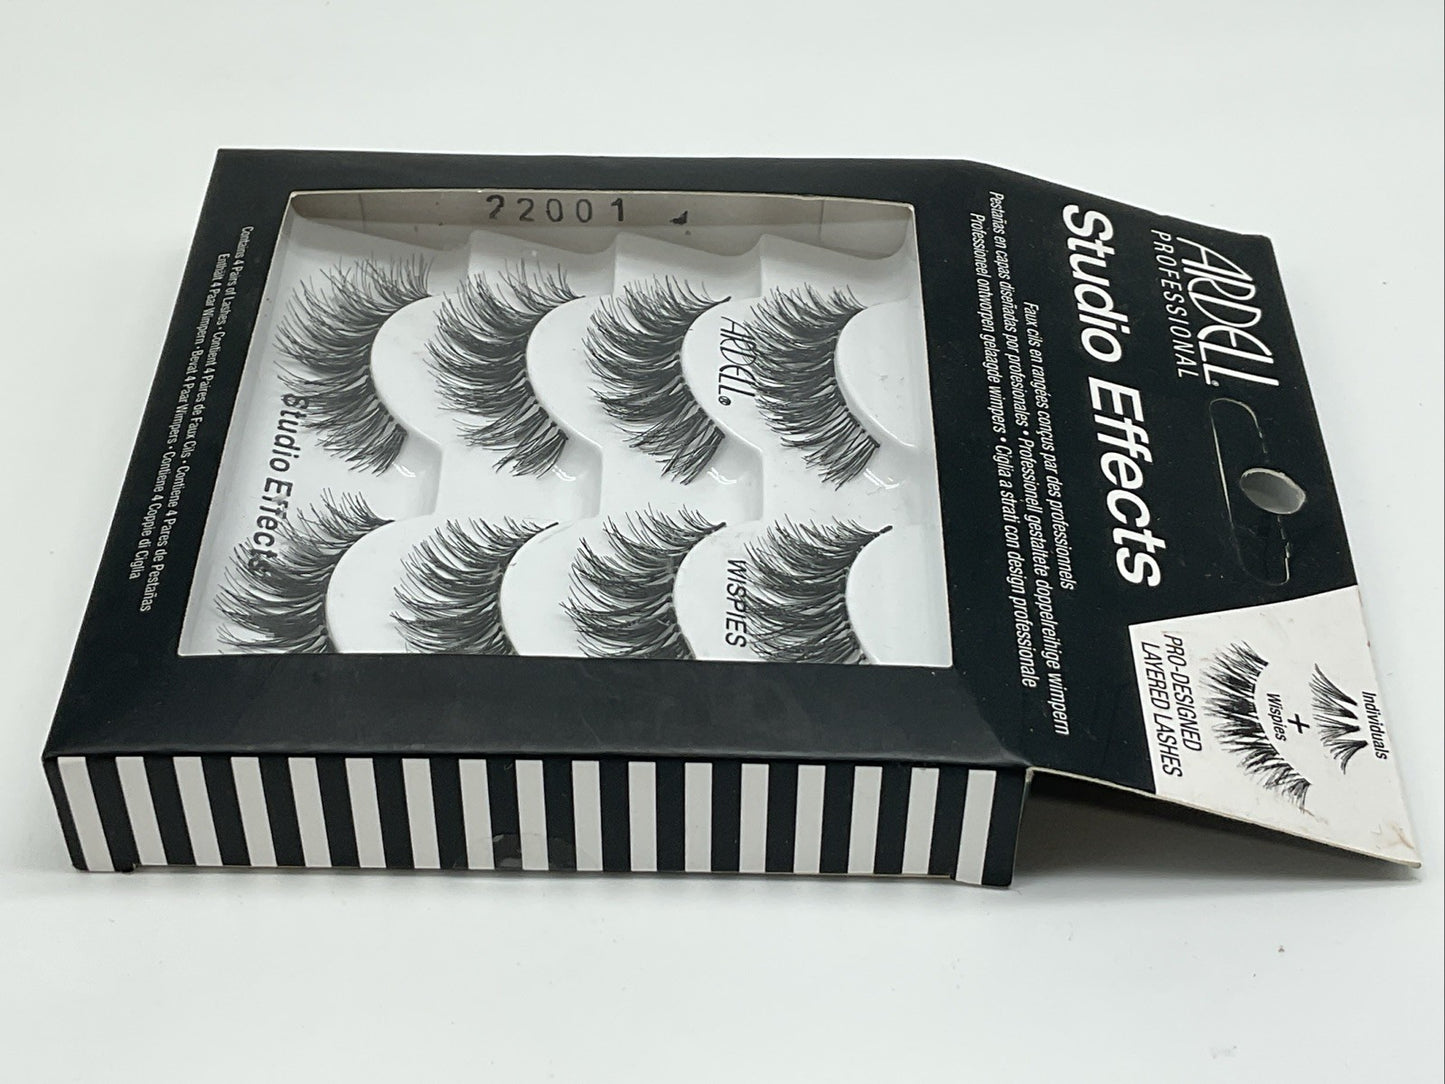 ARDELL®
PROFESSIONAL
Studio Effects
Faux cils en rangées conçus par des professionnels
Pestañas en capas diseñadas por profesionales • Professionell gestaltete doppelreihige wimpern
Professioneel ontworpen gelaagde wimpers • Ciglia a strati con design professionale
Individuals
+
Wispies
PRO-DESIGNED
LAYERED LASHES
22001
ARDELL®
WISPIES
Studio Effects
Contains 4 Pairs of Lashes • Contient 4 Paires de Faux Cils • Contiene 4 Pares de Pestañas
Enthält 4 Paar Wimpern • Bevat 4 Paar Wimpers • Contiene 4 Coppie di Ciglia